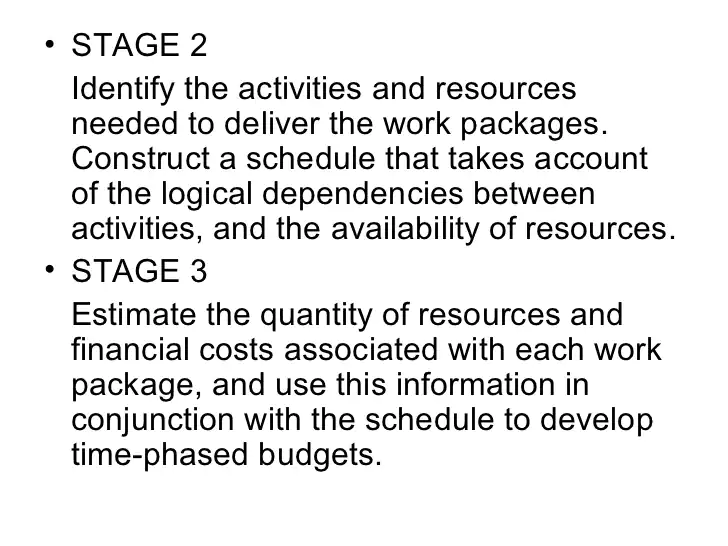 • STAGE 2
Identify the activities and resources
needed to deliver the work packages.
Construct a schedule that takes account
of the logical dependencies between
activities, and the availability of resources.
• STAGE 3
Estimate the quantity of resources and
financial costs associated with each work
package, and use this information in
conjunction with the schedule to develop
time-phased budgets.